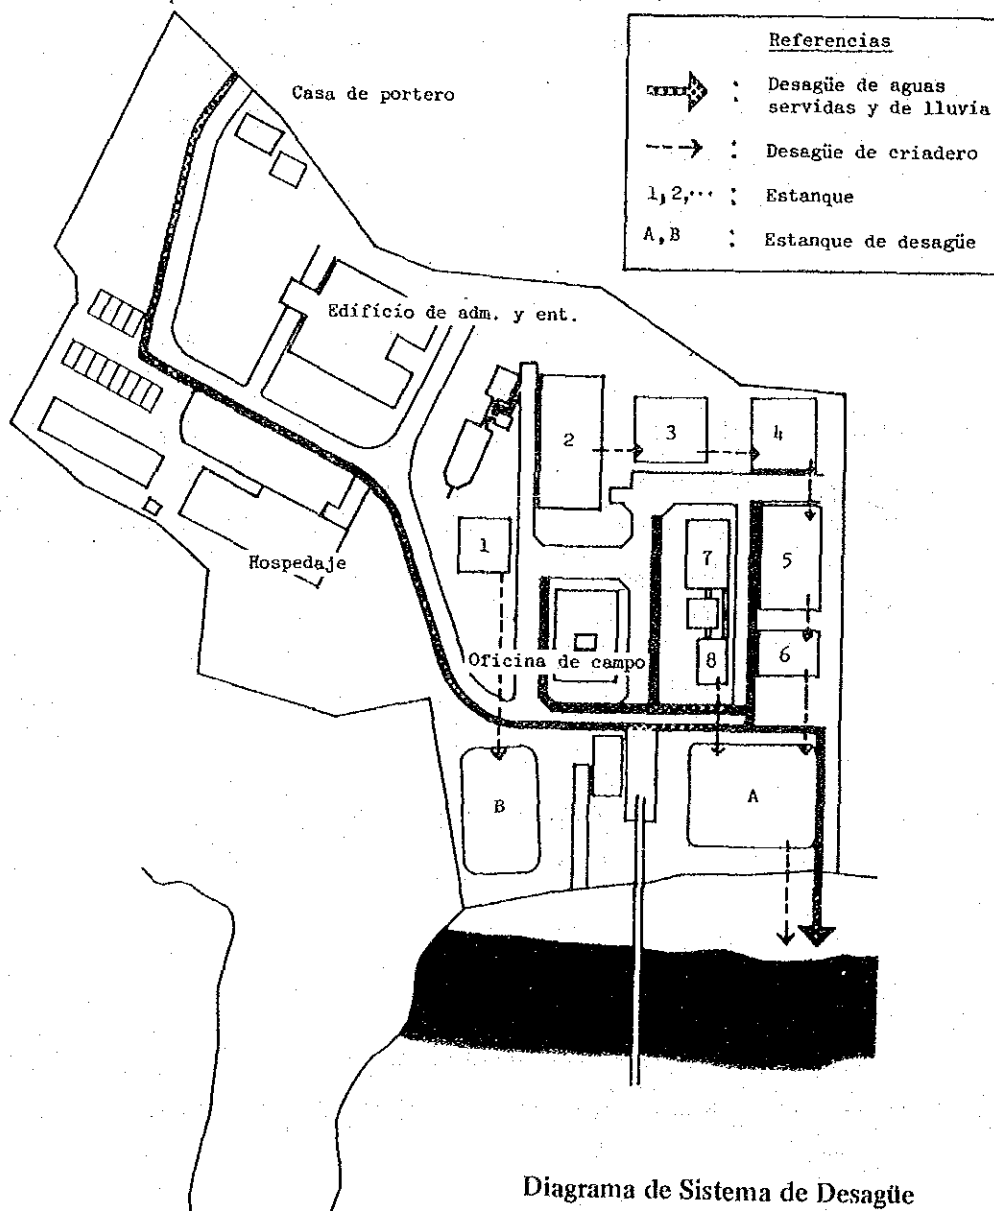 Referencias
: Desagüe de aguas servidas y de lluvia
: Desagüe de criadero
1, 2,... : Estanque
A, B : Estanque de desagüe
Casa de portero
Edifício de adm. y ent.
2
3
4
1
7
5
Hospedaje
Oficina de campo
8
6
B
A
Diagrama de Sistema de Desagüe